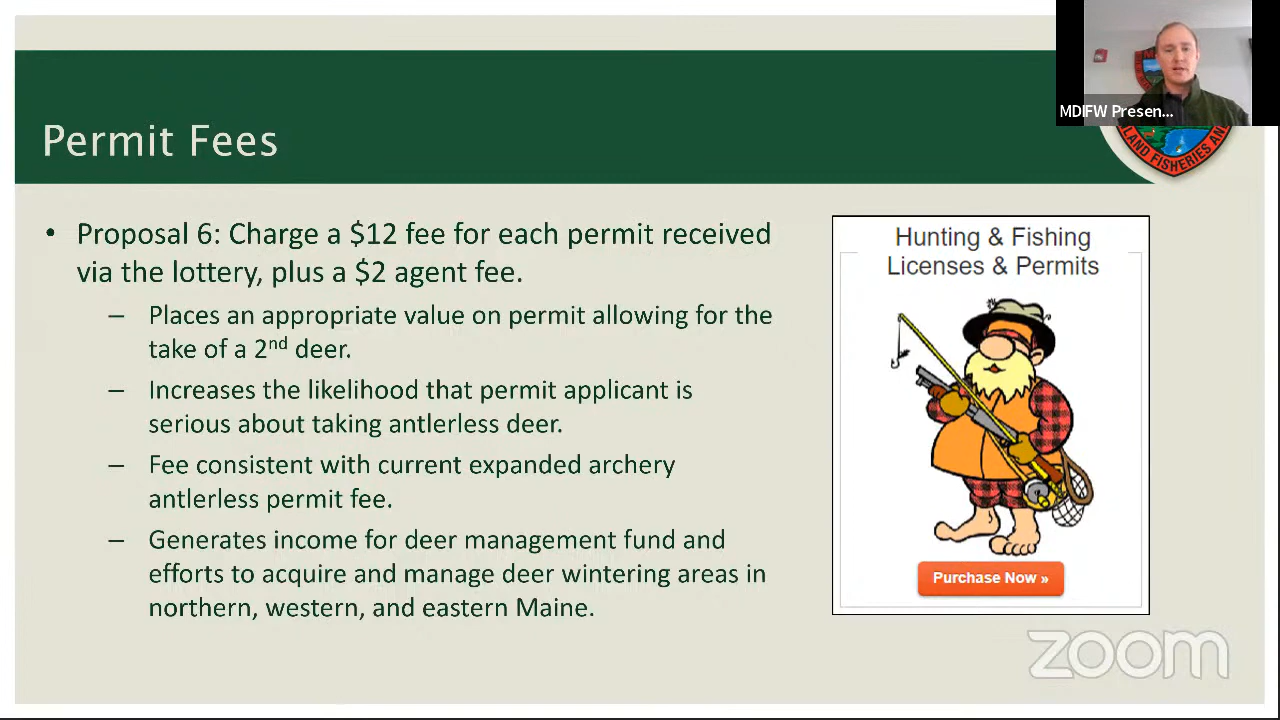 MDIFW Presen...
LAND FISHERIES AN
Permit Fees
• Proposal 6: Charge a $12 fee for each permit received
via the lottery, plus a $2 agent fee.
– Places an appropriate value on permit allowing for the
take of a 2nd deer.
– Increases the likelihood that permit applicant is
serious about taking antlerless deer.
– Fee consistent with current expanded archery
antlerless permit fee.
– Generates income for deer management fund and
efforts to acquire and manage deer wintering areas in
northern, western, and eastern Maine.
Hunting & Fishing
Licenses & Permits
Purchase Now »
zoom